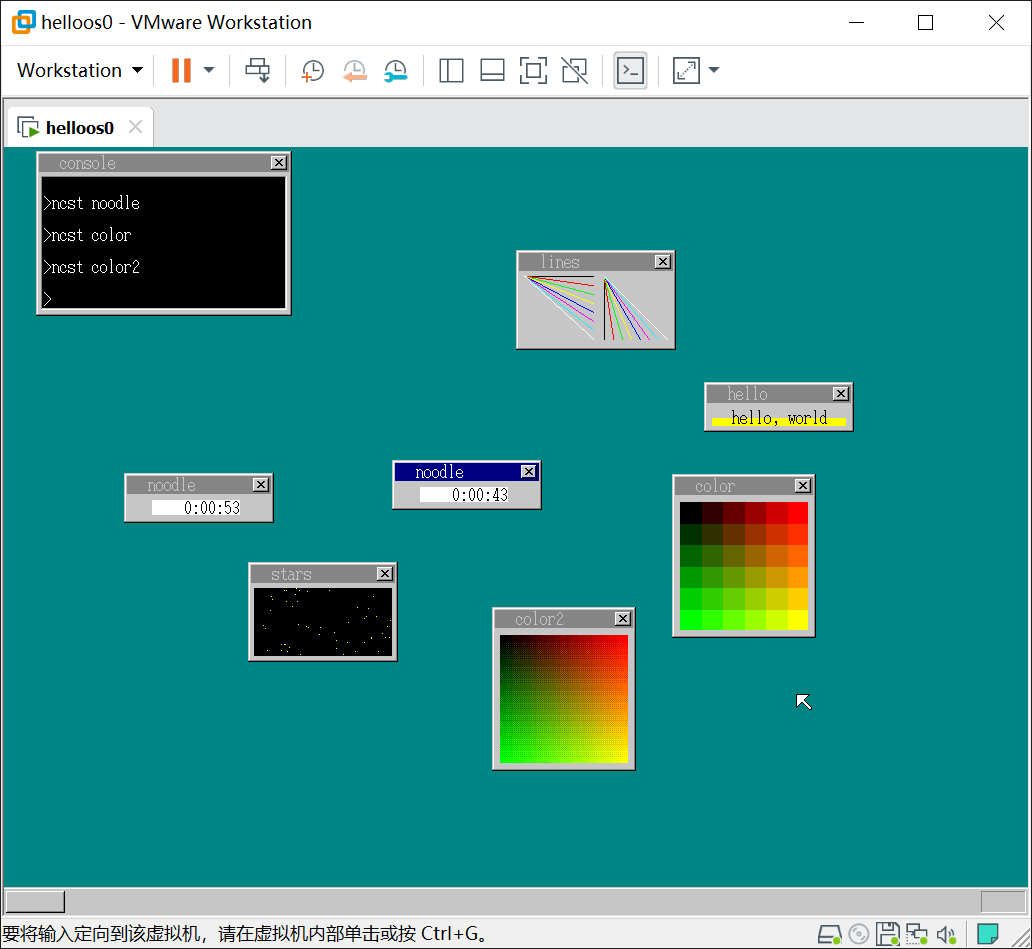 helloos0 - VMware Workstation
Workstation
helloos0
console
>ncst noodle
>ncst color
>ncst color2
>
lines
hello
hello, world
noodle
0:00:43
noodle
0:00:53
color
stars
color2
要将输入定向到该虚拟机，请在虚拟机内部单击或按 Ctrl+G。